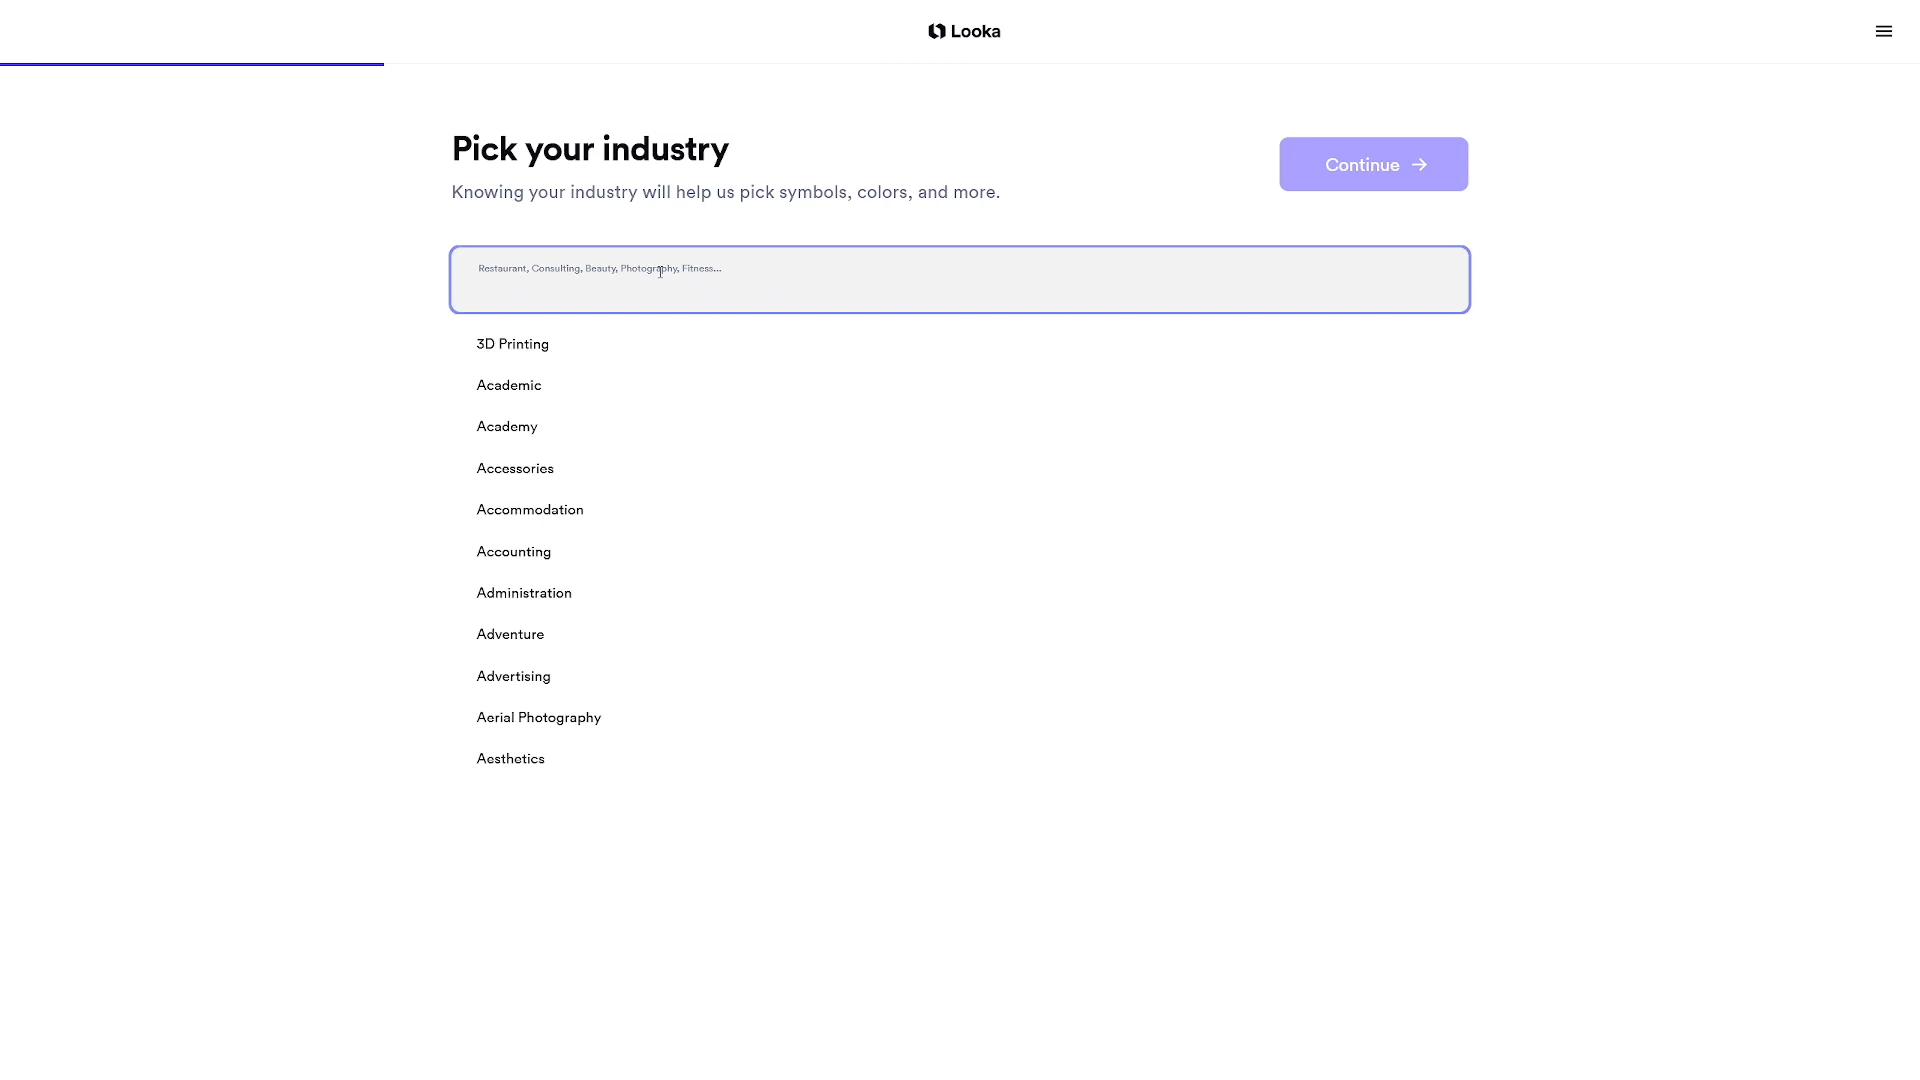 Looka
Pick your industry
Continue →
Knowing your industry will help us pick symbols, colors, and more.
Restaurant, Consulting, Beauty, Photography, Fitness...
3D Printing
Academic
Academy
Accessories
Accommodation
Accounting
Administration
Adventure
Advertising
Aerial Photography
Aesthetics